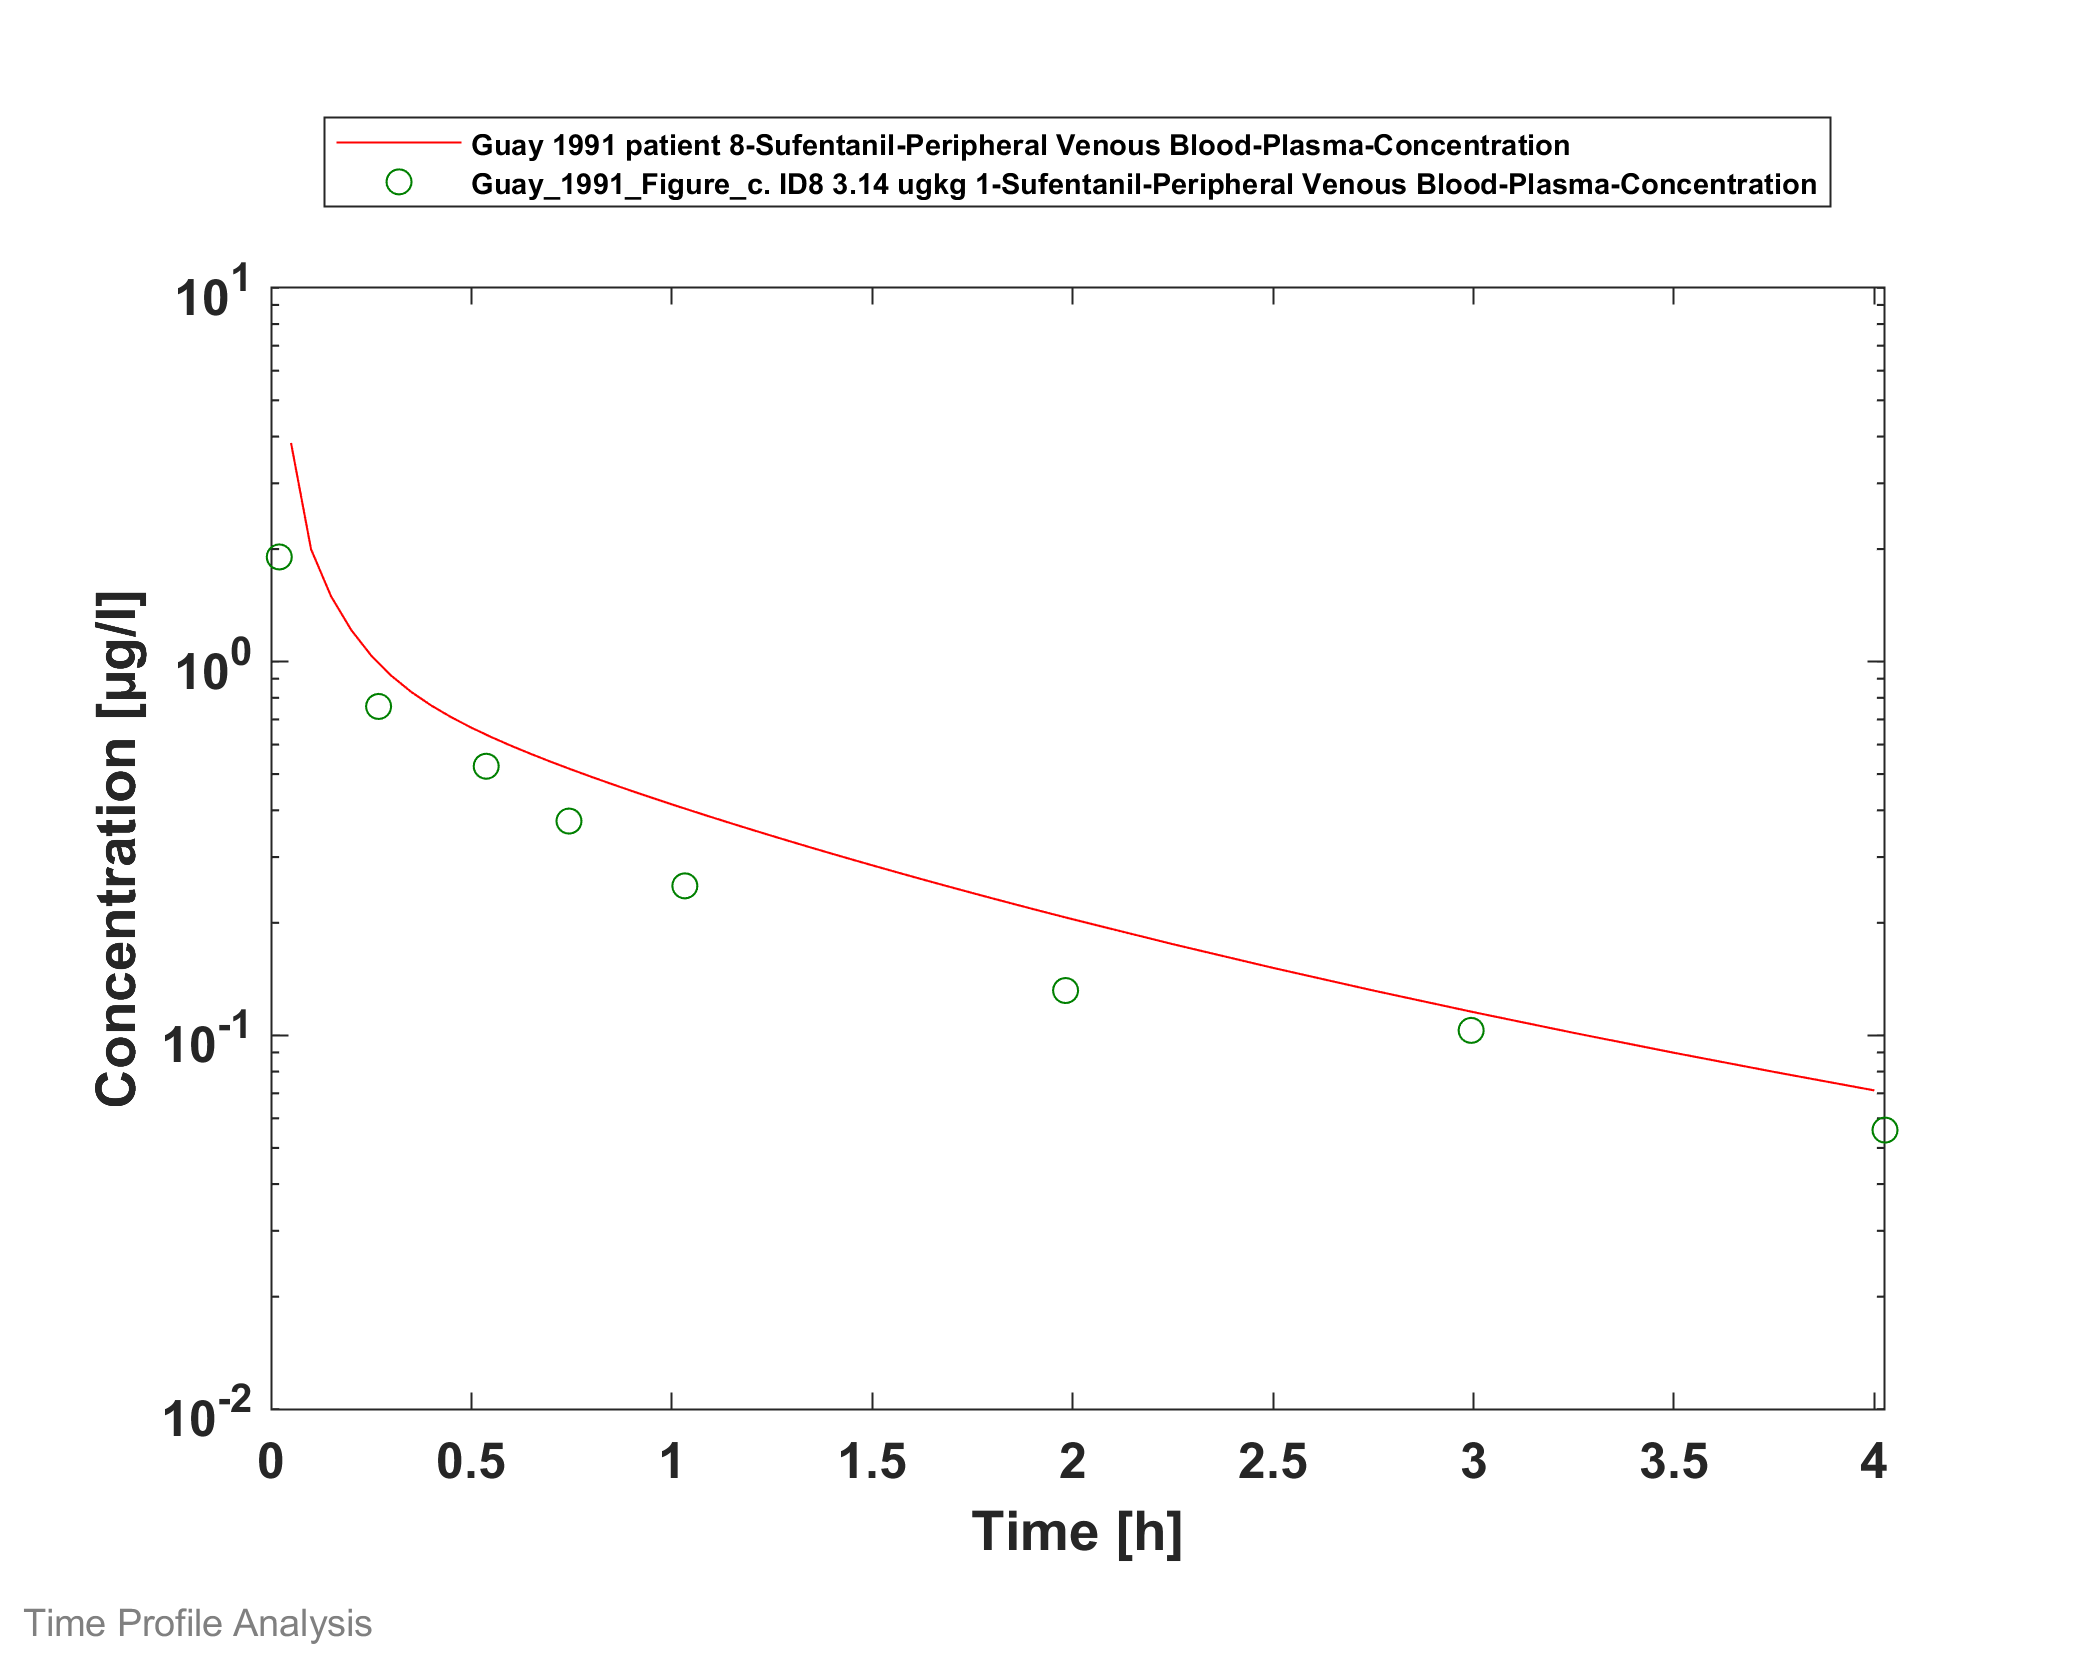 Guay 1991 patient 8-Sufentanil-Peripheral Venous Blood-Plasma-Concentration
Guay_1991_Figure_c. ID8 3.14 ugkg 1-Sufentanil-Peripheral Venous Blood-Plasma-Concentration
10^1
10^0
10^-1
10^-2
Concentration [µg/l]
0 0.5 1 1.5 2 2.5 3 3.5 4
Time [h]
Time Profile Analysis